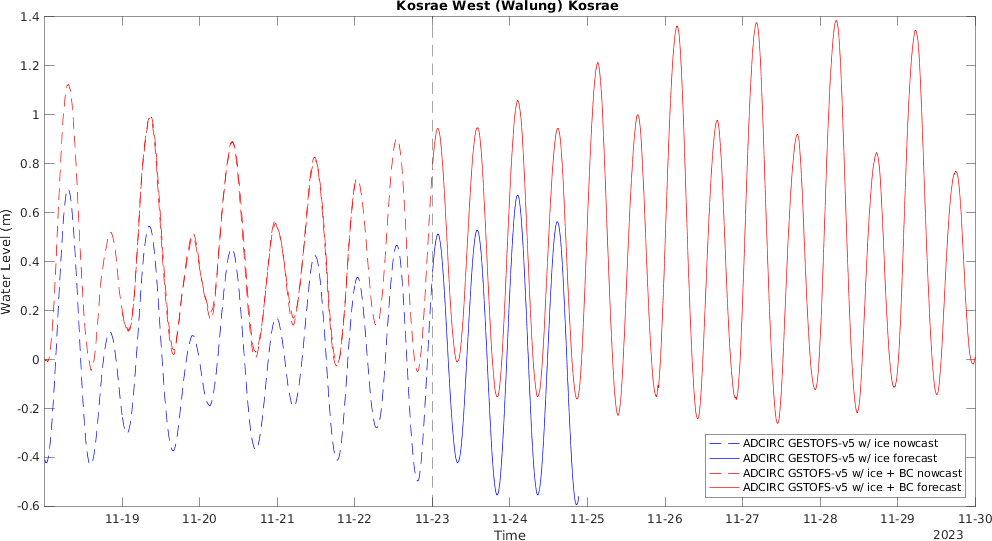 Kosrae West (Walung) Kosrae
1.4
1.2
1
0.8
0.6
0.4
0.2
0
-0.2
-0.4
-0.6
Water Level (m)
11-19 11-20 11-21 11-22 11-23 11-24 11-25 11-26 11-27 11-28 11-29 11-30
Time
2023
ADCIRC GESTOFS-v5 w/ ice nowcast
ADCIRC GESTOFS-v5 w/ ice forecast
ADCIRC GSTOFS-v5 w/ ice + BC nowcast
ADCIRC GSTOFS-v5 w/ ice + BC forecast